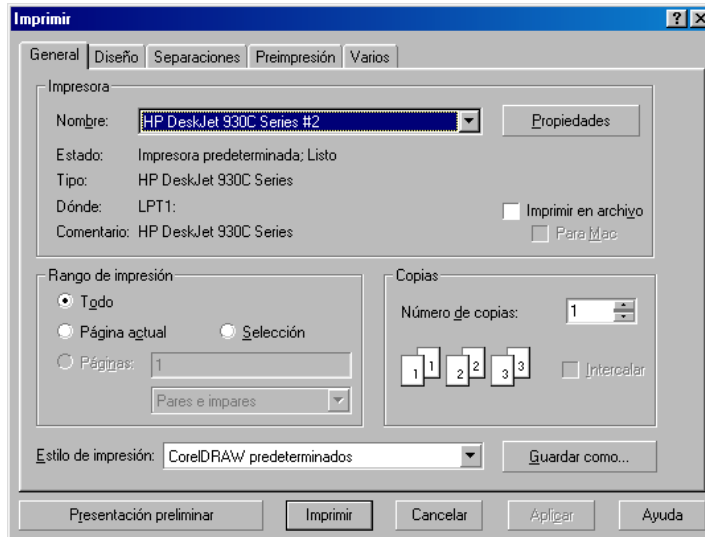 Imprimir
General Diseño Separaciones Preimpresión Varios
Impresora
Nombre: HP DeskJet 930C Series #2 Propiedades
Estado: Impresora predeterminada; Listo
Tipo: HP DeskJet 930C Series
Dónde: LPT1: Imprimir en archivo
Comentario: HP DeskJet 930C Series Para Mac
Rango de impresión Copias
Todo Número de copias: 1
Página actual Selección
Páginas: 1 1 1 2 2 3 3 Intercalar
Pares e impares
Estilo de impresión: CorelDRAW predeterminados Guardar como...
Presentación preliminar Imprimir Cancelar Aplicar Ayuda